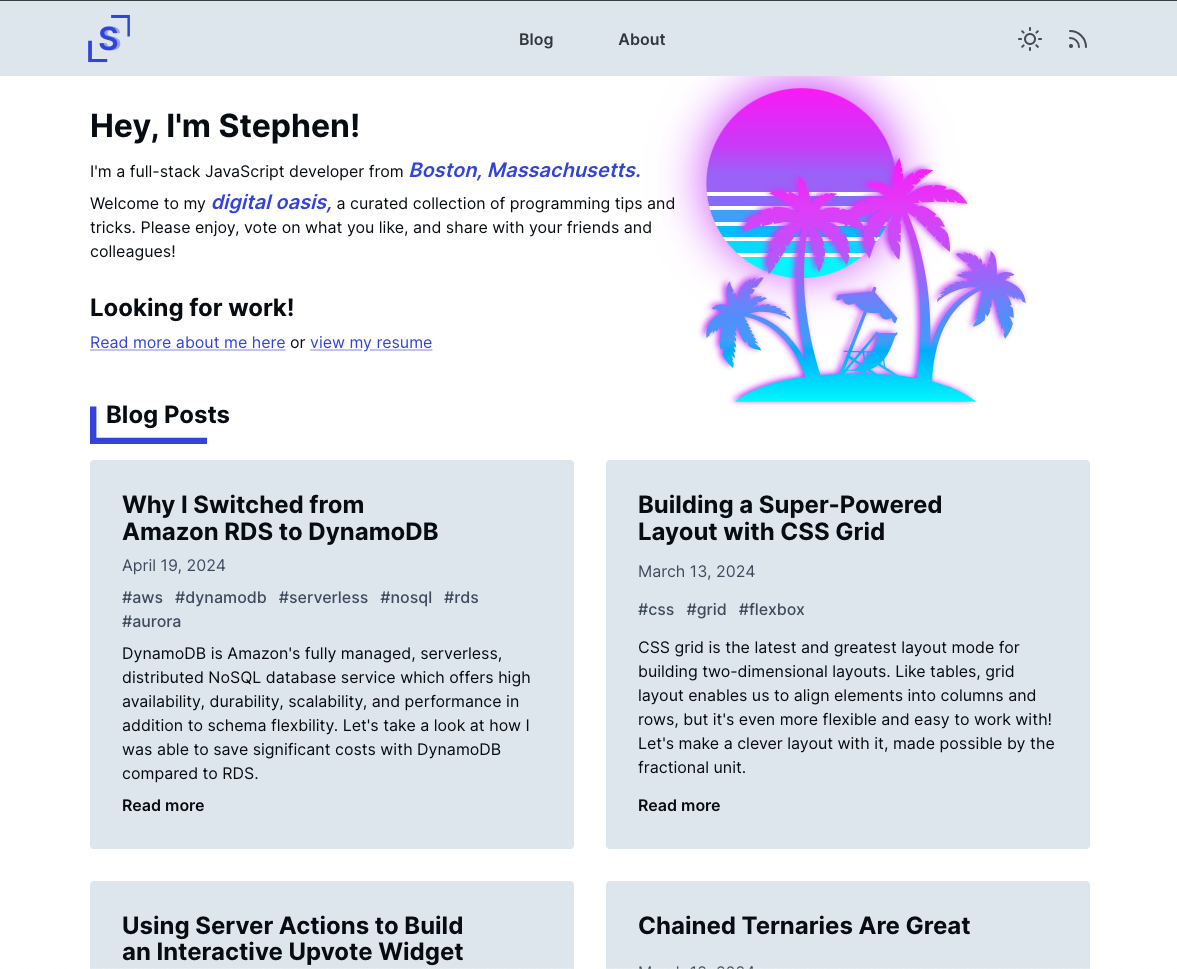 S
Blog About
Hey, I'm Stephen!
I'm a full-stack JavaScript developer from Boston, Massachusetts.
Welcome to my digital oasis, a curated collection of programming tips and
tricks. Please enjoy, vote on what you like, and share with your friends and
colleagues!
Looking for work!
Read more about me here or view my resume
Blog Posts
Why I Switched from
Amazon RDS to DynamoDB
April 19, 2024
#aws #dynamodb #serverless #nosql #rds
#aurora
DynamoDB is Amazon's fully managed, serverless,
distributed NoSQL database service which offers high
availability, durability, scalability, and performance in
addition to schema flexbility. Let's take a look at how I
was able to save significant costs with DynamoDB
compared to RDS.
Read more
Building a Super-Powered
Layout with CSS Grid
March 13, 2024
#css #grid #flexbox
CSS grid is the latest and greatest layout mode for
building two-dimensional layouts. Like tables, grid
layout enables us to align elements into columns and
rows, but it's even more flexible and easy to work with!
Let's make a clever layout with it, made possible by the
fractional unit.
Read more
Using Server Actions to Build
an Interactive Upvote Widget
Chained Ternaries Are Great